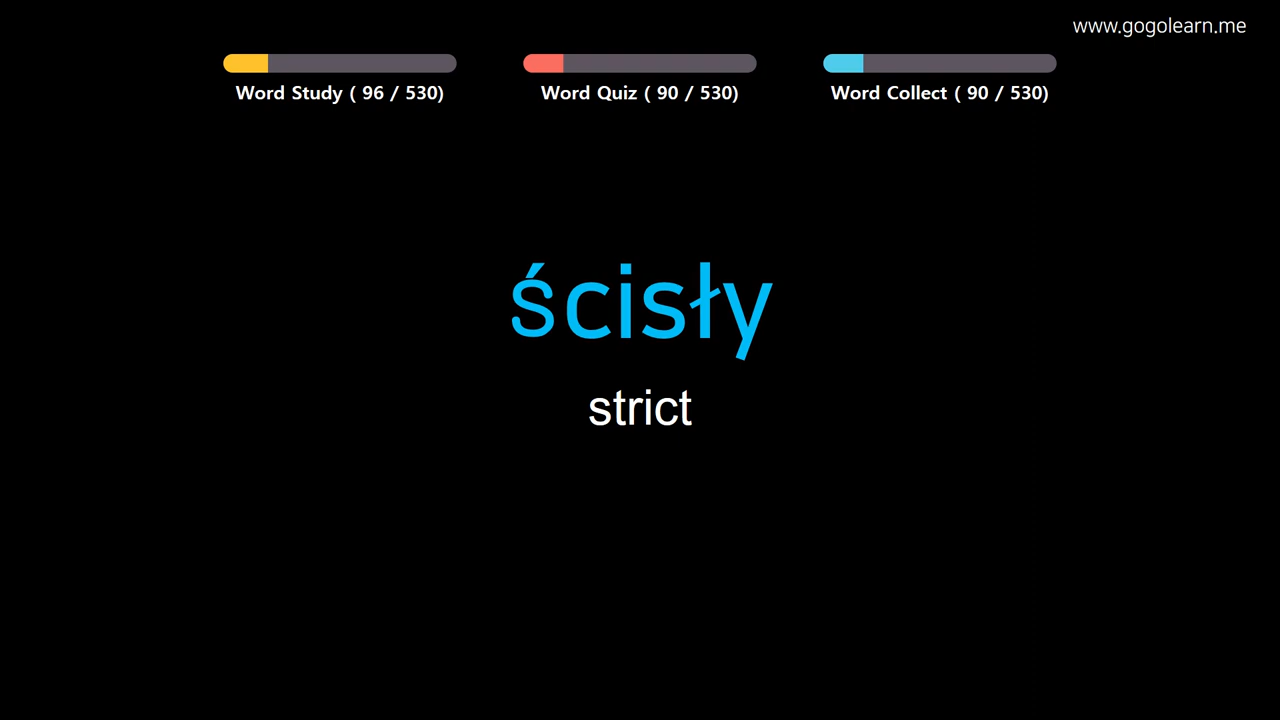 www.gogolearn.me
Word Study ( 96 / 530)
Word Quiz ( 90 / 530)
Word Collect ( 90 / 530)
ścisły
strict